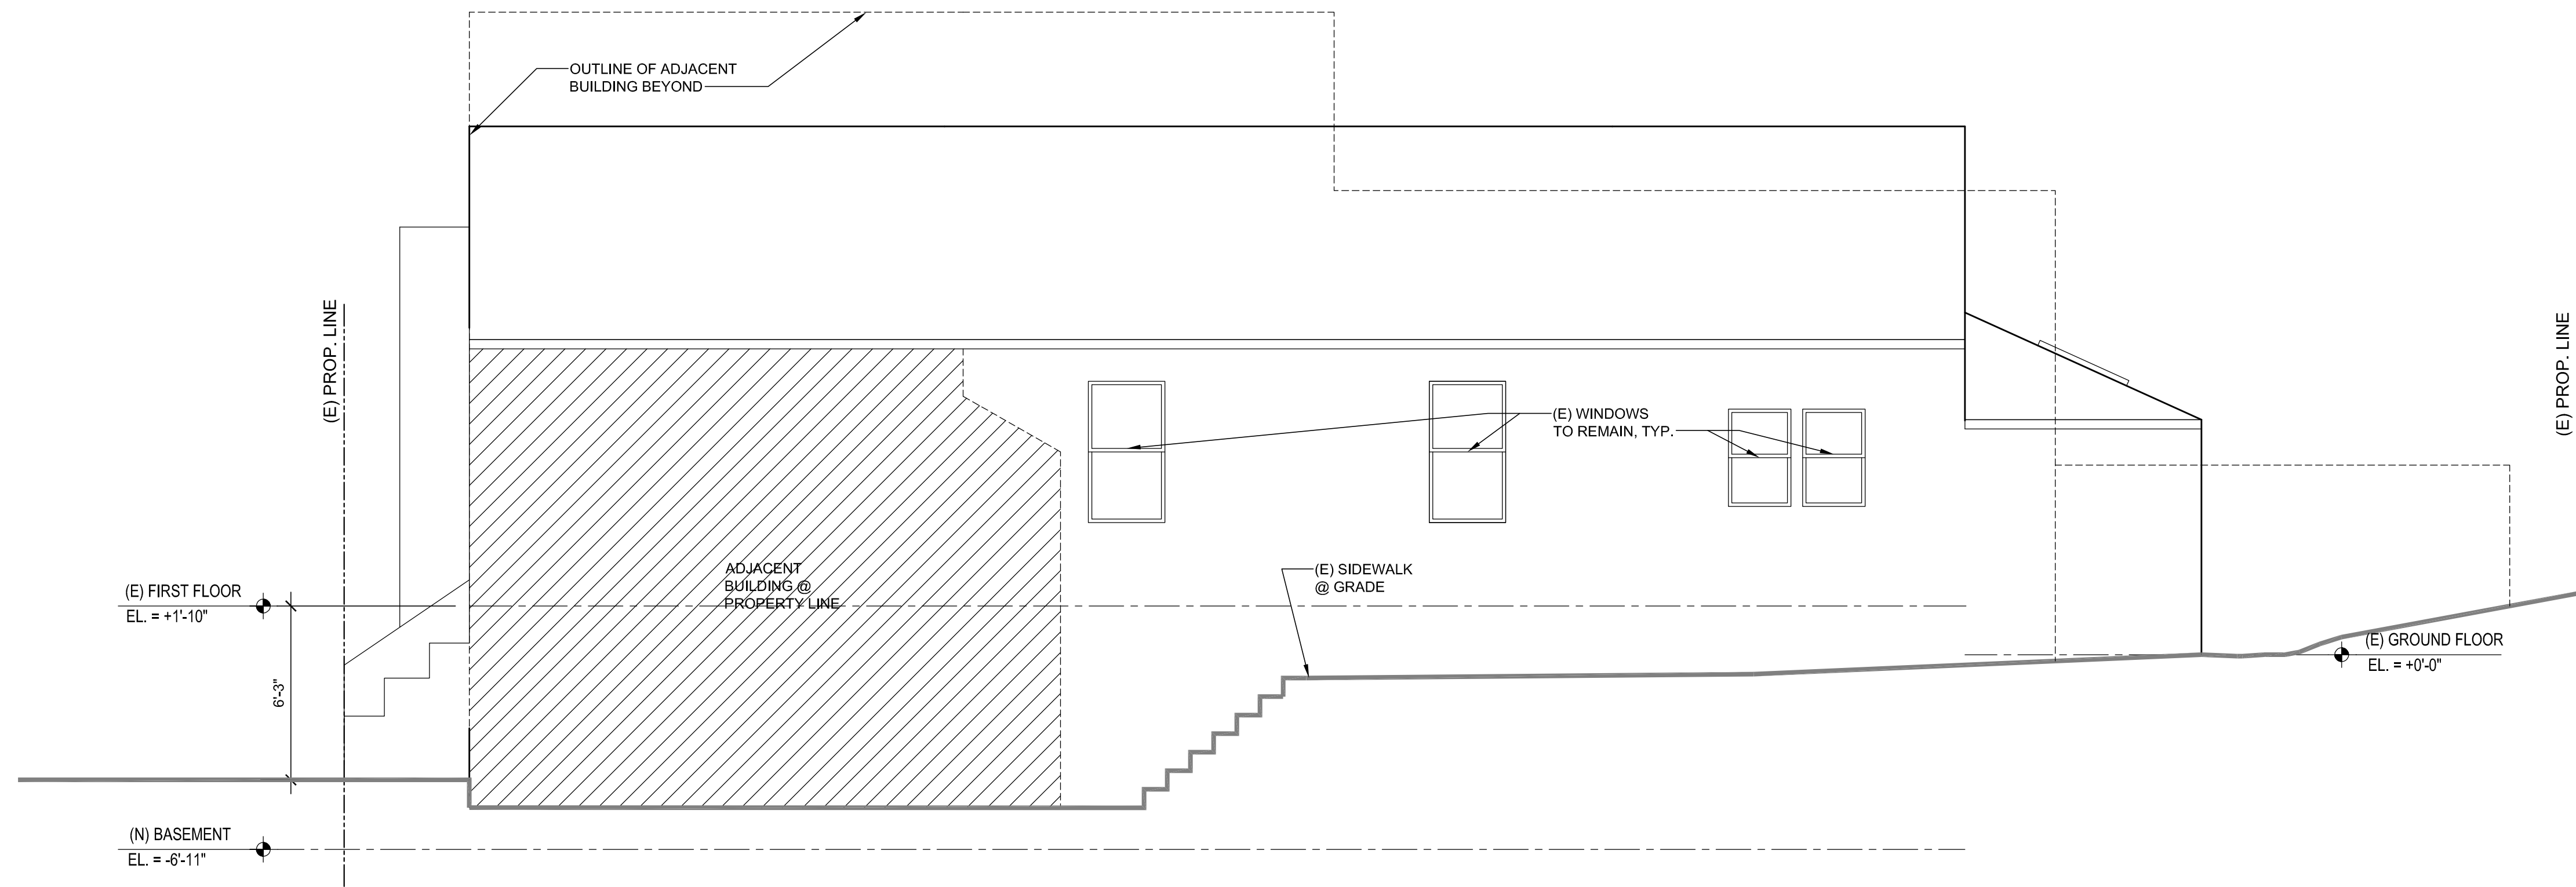 OUTLINE OF ADJACENT
BUILDING BEYOND
(E) PROP. LINE
(E) PROP. LINE
(E) WINDOWS
TO REMAIN, TYP.
ADJACENT
BUILDING @
PROPERTY LINE
(E) SIDEWALK
@ GRADE
(E) FIRST FLOOR
EL. = +1'-10"
(E) GROUND FLOOR
EL. = +0'-0"
6'-3"
(N) BASEMENT
EL. = -6'-11"